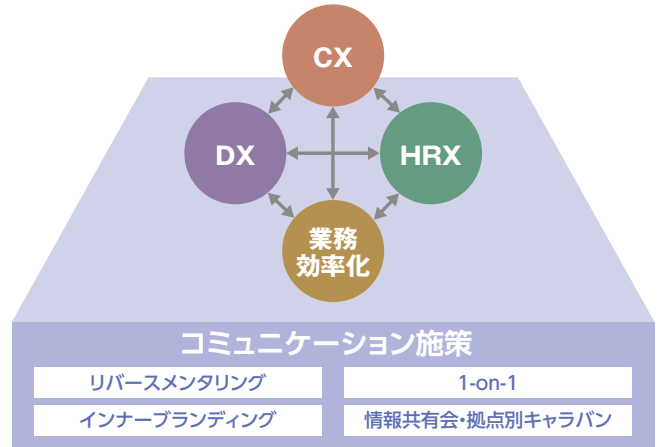 CX
DX
HRX
業務
効率化
コミュニケーション施策
リバースメンタリング
1-on-1
インナーブランディング
情報共有会・拠点別キャラバン